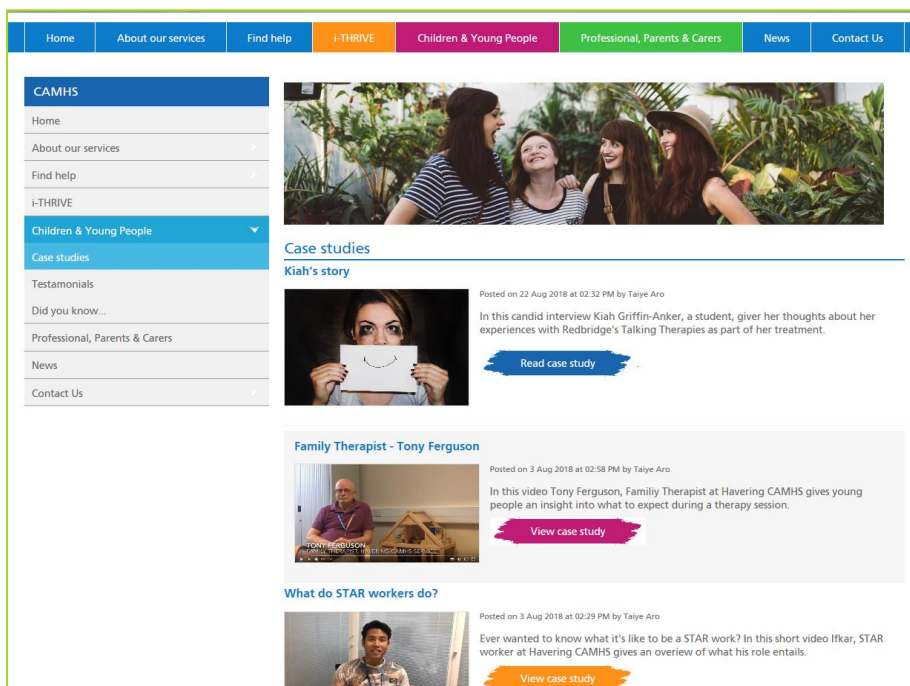 Home About our services Find help i-THRIVE Children & Young People Professional, Parents & Carers News Contact Us
CAMHS
Home
About our services
Find help
i-THRIVE
Children & Young People
Case studies
Testamonials
Did you know...
Professional, Parents & Carers
News
Contact Us
Case studies
Kiah's story
Posted on 22 Aug 2018 at 02:32 PM by Taiye Aro
In this candid interview Kiah Griffin-Anker, a student, giver her thoughts about her
experiences with Redbridge's Talking Therapies as part of her treatment.
Read case study
Family Therapist - Tony Ferguson
Posted on 3 Aug 2018 at 02:58 PM by Taiye Aro
In this video Tony Ferguson, Familiy Therapist at Havering CAMHS gives young
people an insight into what to expect during a therapy session.
TONY FERGUSON
FAMILY THERAPIST, HAVERING CAMHS SERVICE
View case study
What do STAR workers do?
Posted on 3 Aug 2018 at 02:29 PM by Taiye Aro
Ever wanted to know what it's like to be a STAR work? In this short video Ifkar, STAR
worker at Havering CAMHS gives an overiew of what his role entails.
View case study